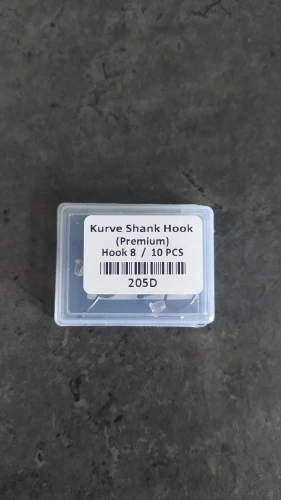 Kurve Shank Hook
(Premium)
Hook 8 / 10 PCS
205D